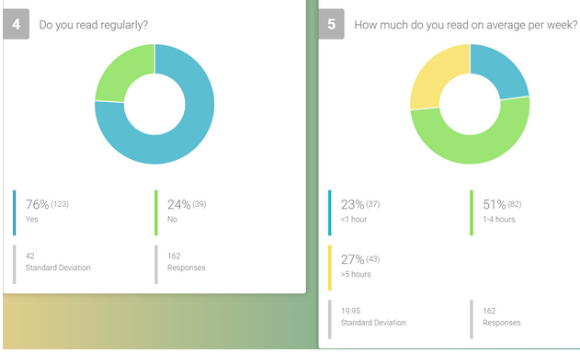 4 Do you read regularly?
76% (123)
Yes
24% (39)
No
42
Standard Deviation
162
Responses
5 How much do you read on average per week?
23% (37)
<1 hour
51% (82)
1-4 hours
27% (43)
>5 hours
19.95
Standard Deviation
162
Responses